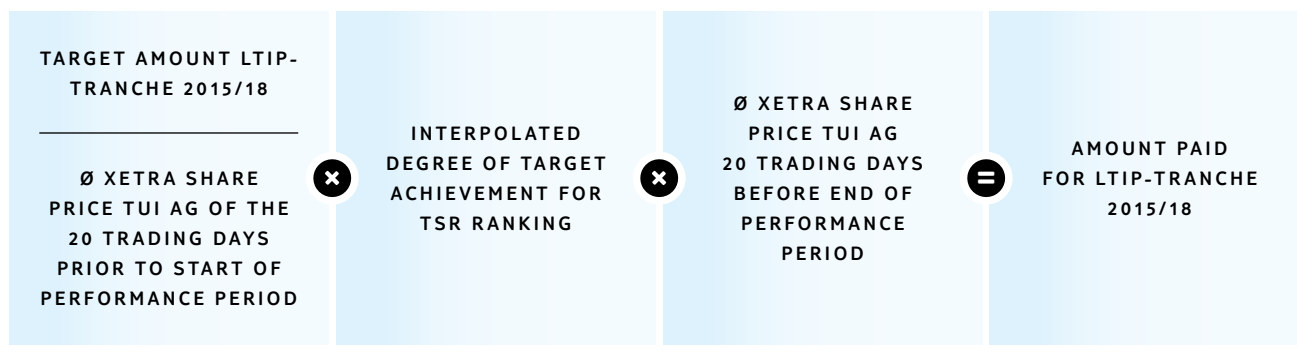 TARGET AMOUNT LTIP-
TRANCHE 2015/18
Ø XETRA SHARE
PRICE TUI AG OF THE
20 TRADING DAYS
PRIOR TO START OF
PERFORMANCE PERIOD
×
INTERPOLATED
DEGREE OF TARGET
ACHIEVEMENT FOR
TSR RANKING
×
Ø XETRA SHARE
PRICE TUI AG
20 TRADING DAYS
BEFORE END OF
PERFORMANCE
PERIOD
=
AMOUNT PAID
FOR LTIP-TRANCHE
2015/18